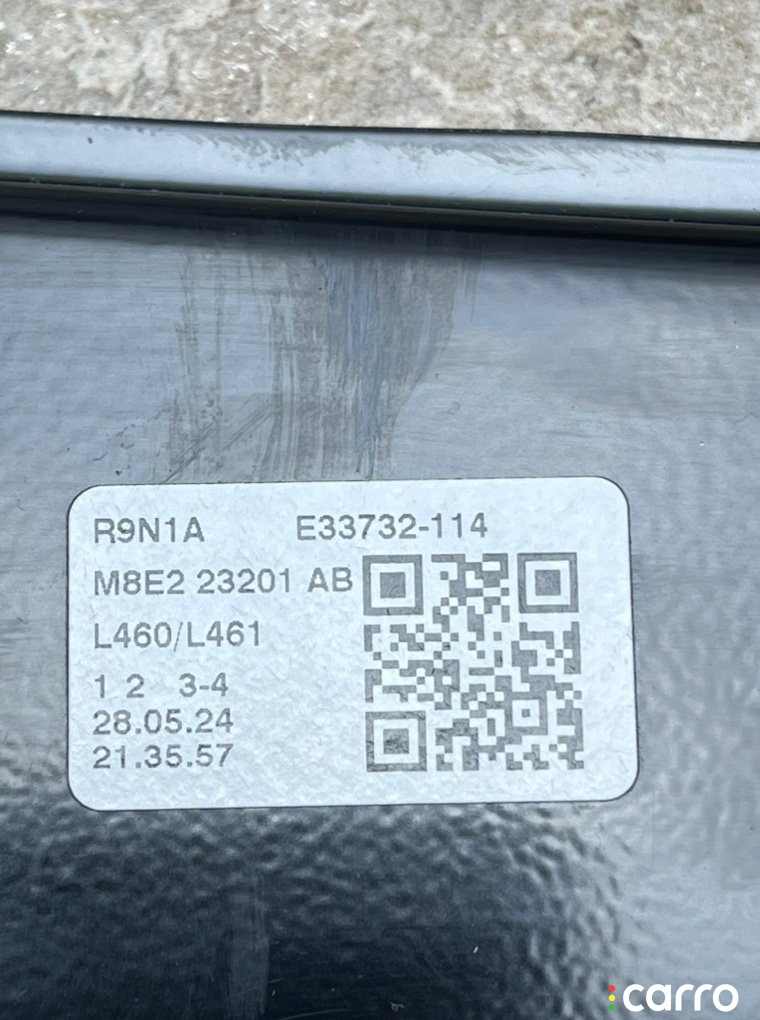 R9N1A E33732-114
M8E2 23201 AB
L460/L461
1 2 3-4
28.05.24
21.35.57
carro